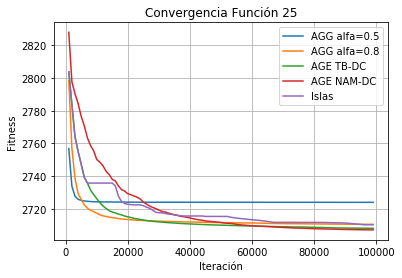 Convergencia Función 25
AGG alfa=0.5
AGG alfa=0.8
AGE TB-DC
AGE NAM-DC
Islas
Fitness
2820
2800
2780
2760
2740
2720
0 20000 40000 60000 80000 100000
Iteración